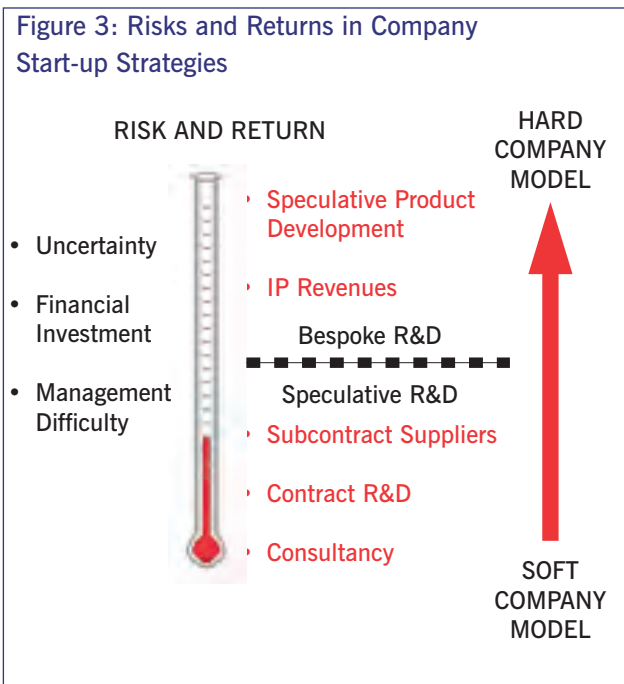 Figure 3: Risks and Returns in Company
Start-up Strategies
RISK AND RETURN
HARD
COMPANY
MODEL
• Uncertainty
• Financial
Investment
• Management
Difficulty
• Speculative Product
Development
• IP Revenues
Bespoke R&D
Speculative R&D
• Subcontract Suppliers
• Contract R&D
• Consultancy
SOFT
COMPANY
MODEL